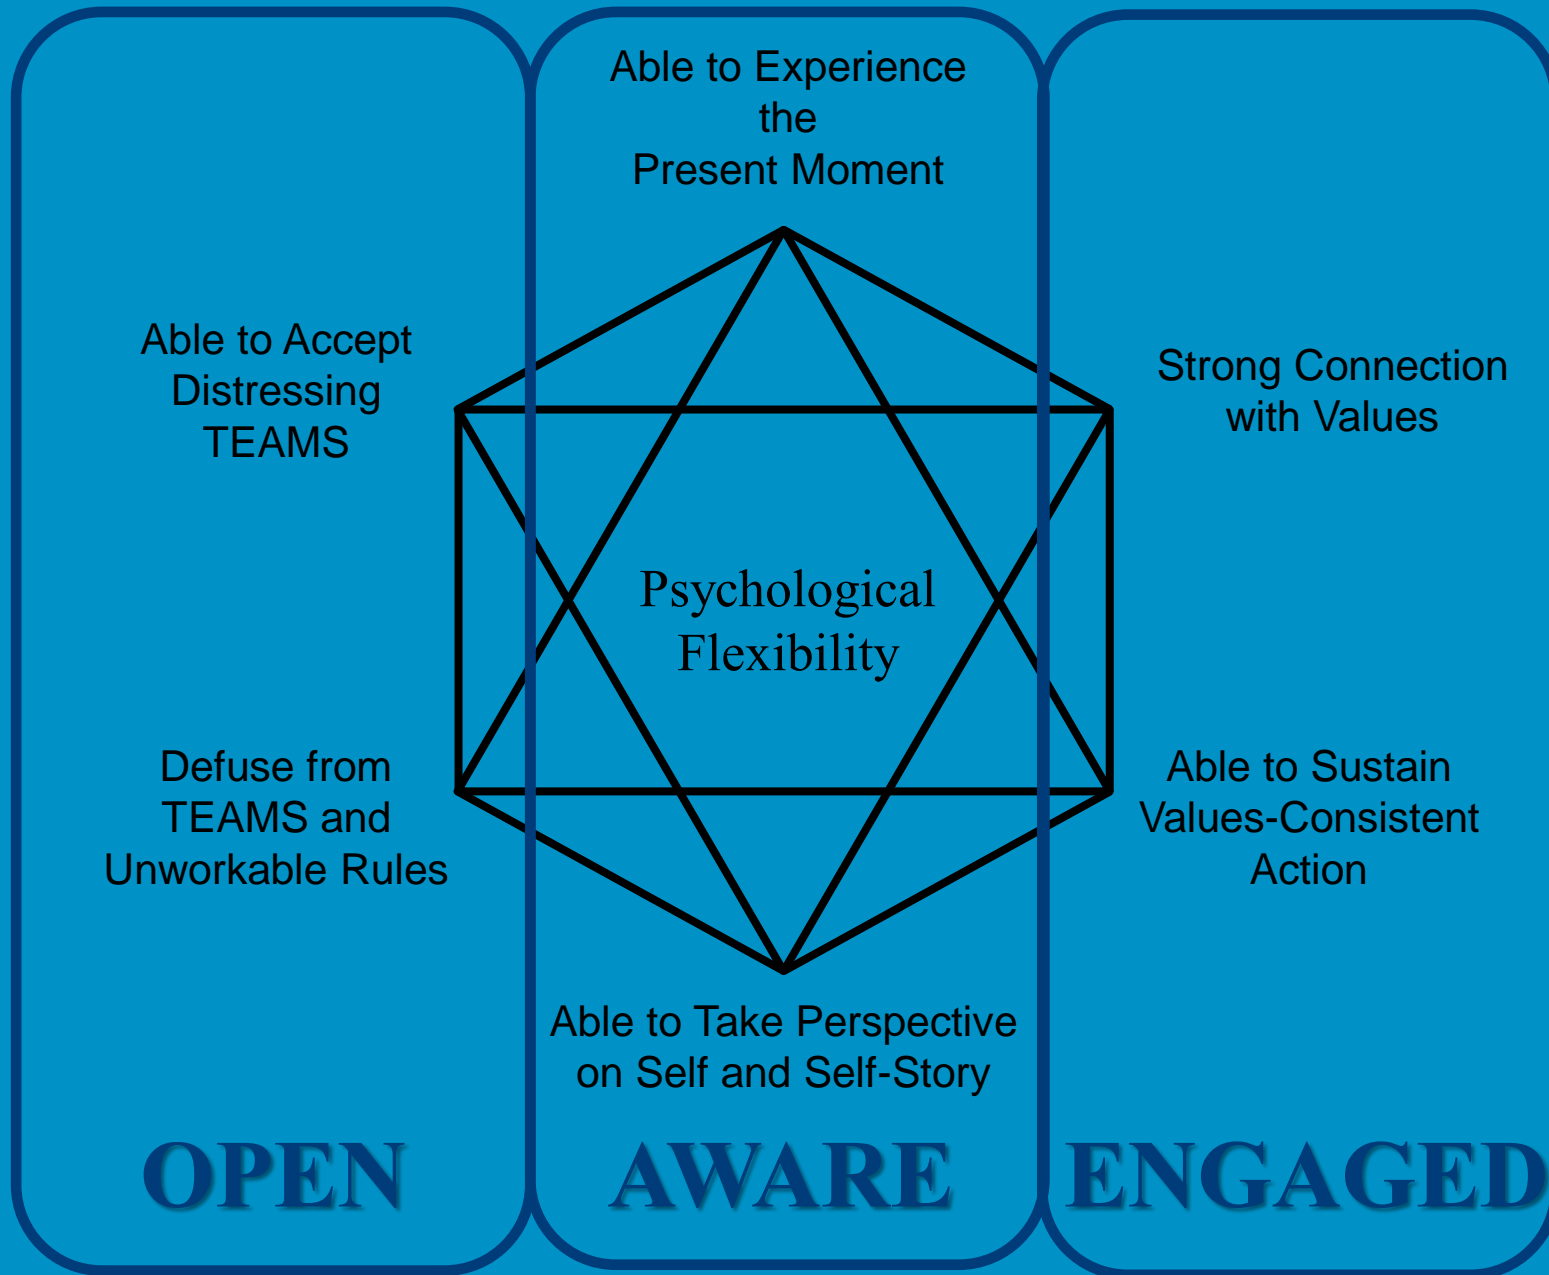 Able to Experience
the
Present Moment
Able to Accept
Distressing
TEAMS
Strong Connection
with Values
Psychological
Flexibility
Defuse from
TEAMS and
Unworkable Rules
Able to Sustain
Values-Consistent
Action
Able to Take Perspective
on Self and Self-Story
OPEN
AWARE
ENGAGED